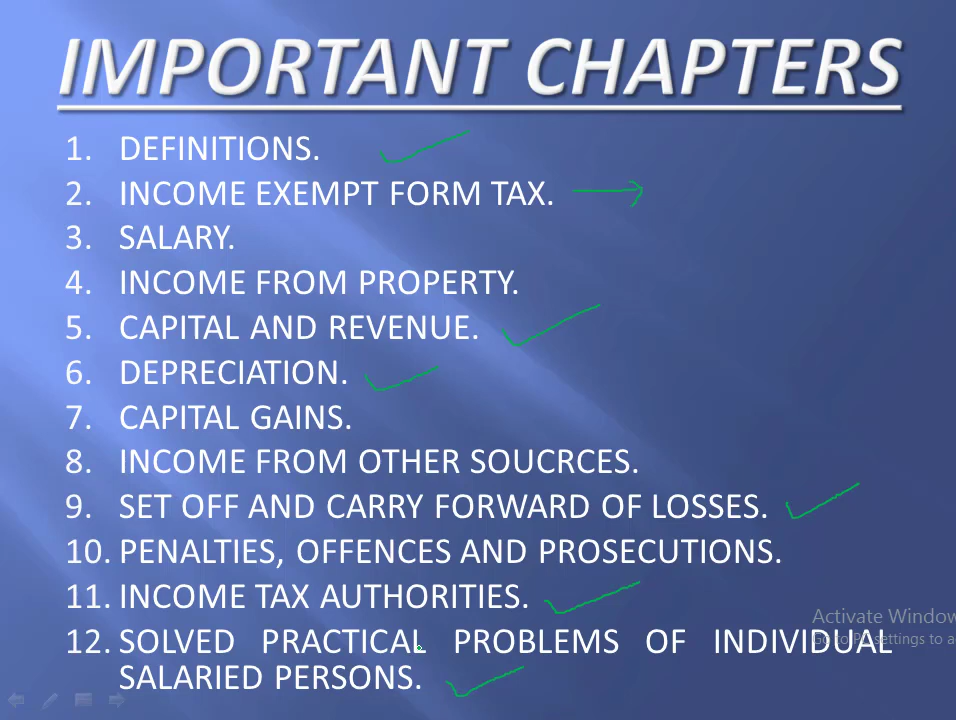 IMPORTANT CHAPTERS
1. DEFINITIONS.
2. INCOME EXEMPT FORM TAX.
3. SALARY.
4. INCOME FROM PROPERTY.
5. CAPITAL AND REVENUE.
6. DEPRECIATION.
7. CAPITAL GAINS.
8. INCOME FROM OTHER SOUCRCES.
9. SET OFF AND CARRY FORWARD OF LOSSES.
10. PENALTIES, OFFENCES AND PROSECUTIONS.
11. INCOME TAX AUTHORITIES.
12. SOLVED PRACTICAL PROBLEMS OF INDIVIDUAL
SALARIED PERSONS.
Activate Window
Go to PC settings to a